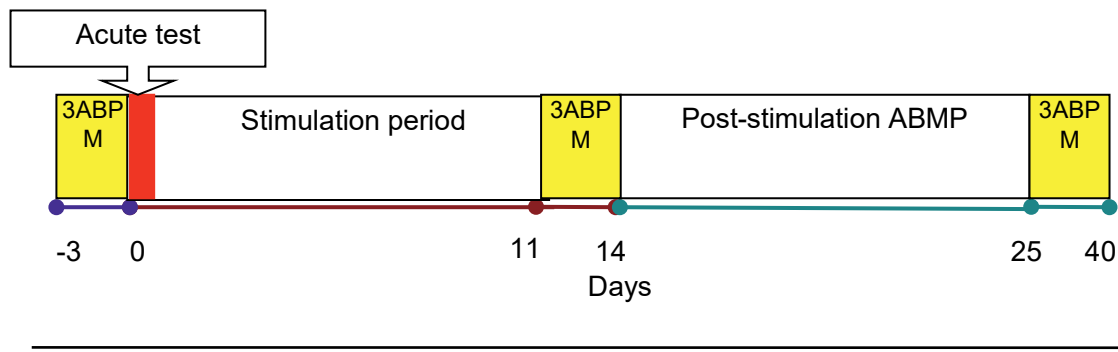 Acute test
3ABP
M
Stimulation period
3ABP
M
Post-stimulation ABMP
3ABP
M
-3 0 11 14 25 40
Days